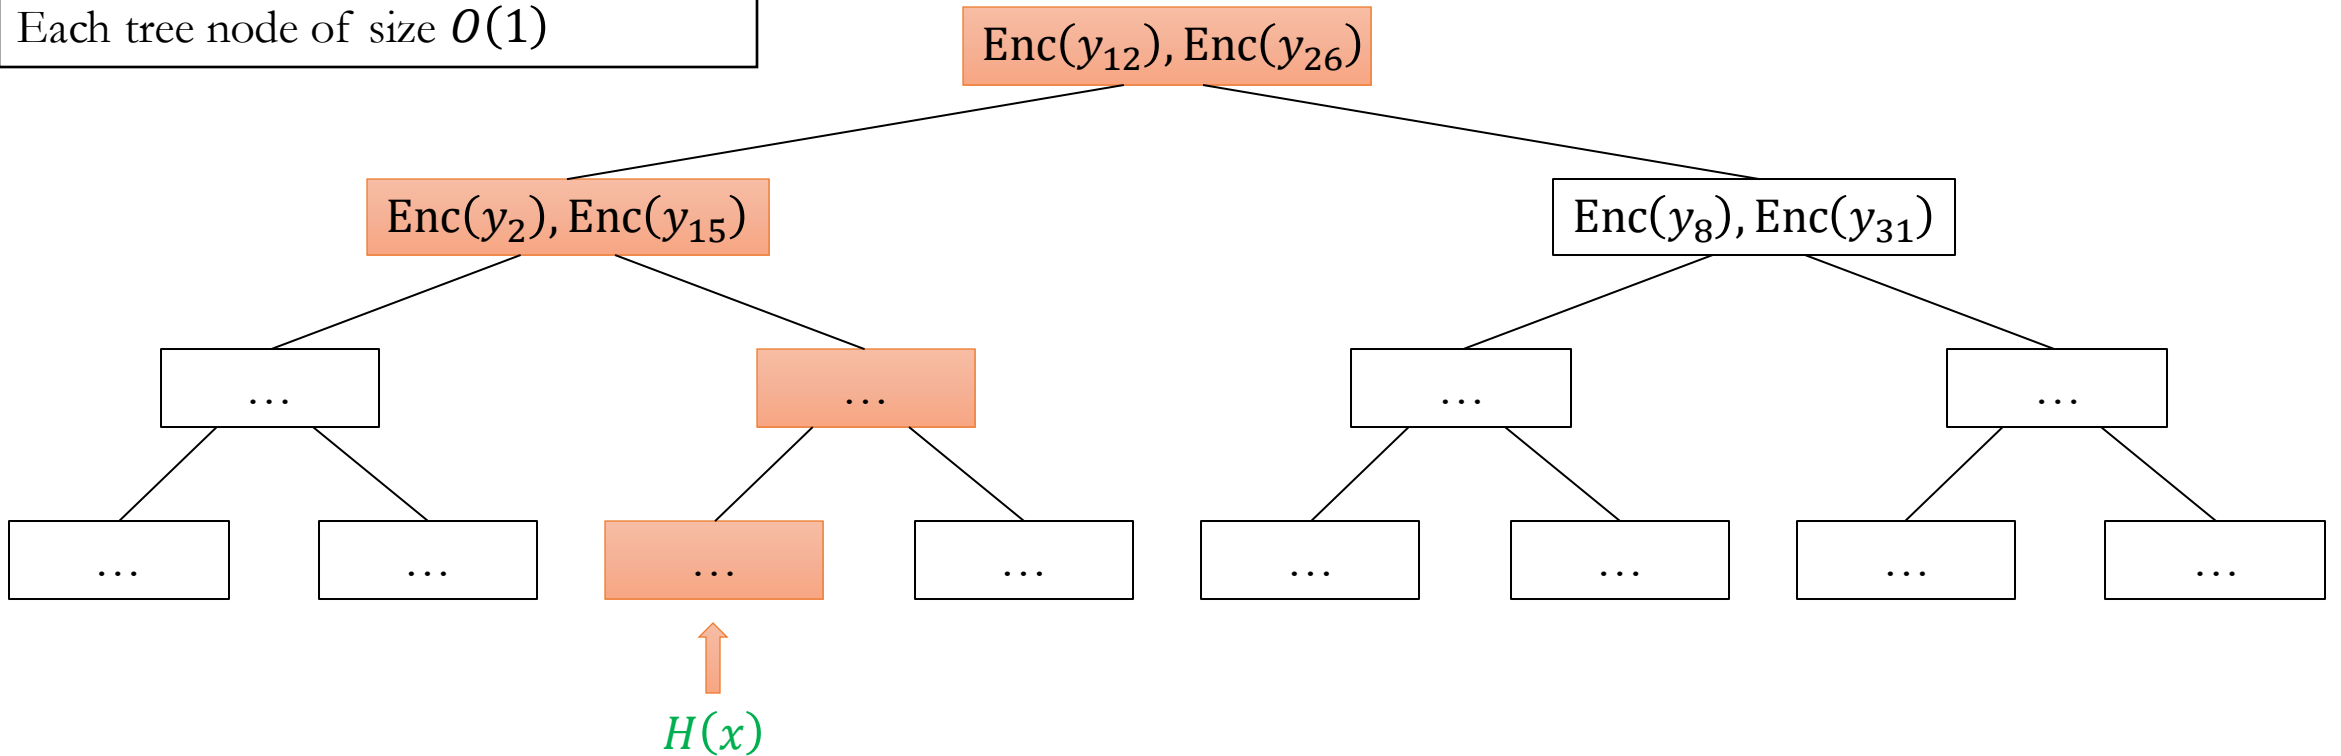 Each tree node of size O(1)
Enc(y₁₂), Enc(y₂₆)
Enc(y₂), Enc(y₁₅)
Enc(y₈), Enc(y₃₁)
... ... ... ...
... ... ... ... ... ... ... ...
H(x)